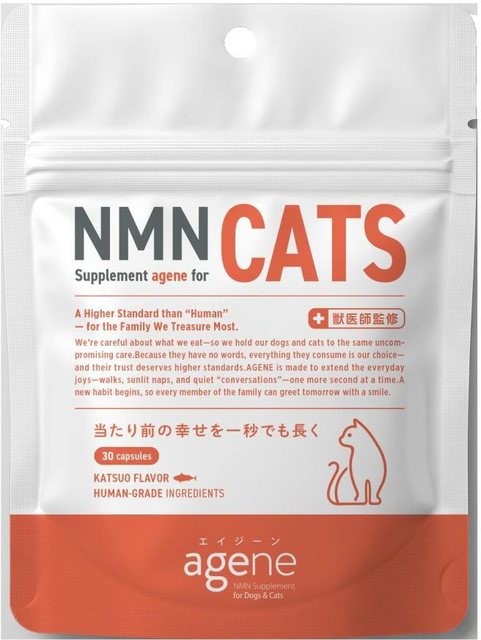 NMN CATS
Supplement agene for
A Higher Standard than “Human”
— for the Family We Treasure Most.
獣医師監修
We’re careful about what we eat—so we hold our dogs and cats to the same uncom-
promising care.Because they have no words, everything they consume is our choice—
and their trust deserves higher standards.AGENE is made to extend the everyday
joys—walks, sunlit naps, and quiet “conversations”—one more second at a time.A
new habit begins, so every member of the family can greet tomorrow with a smile.
当たり前の幸せを一秒でも長く
30 capsules
KATSUO FLAVOR
HUMAN-GRADE INGREDIENTS
エイジーン
agene
NMN Supplement
for Dogs & Cats